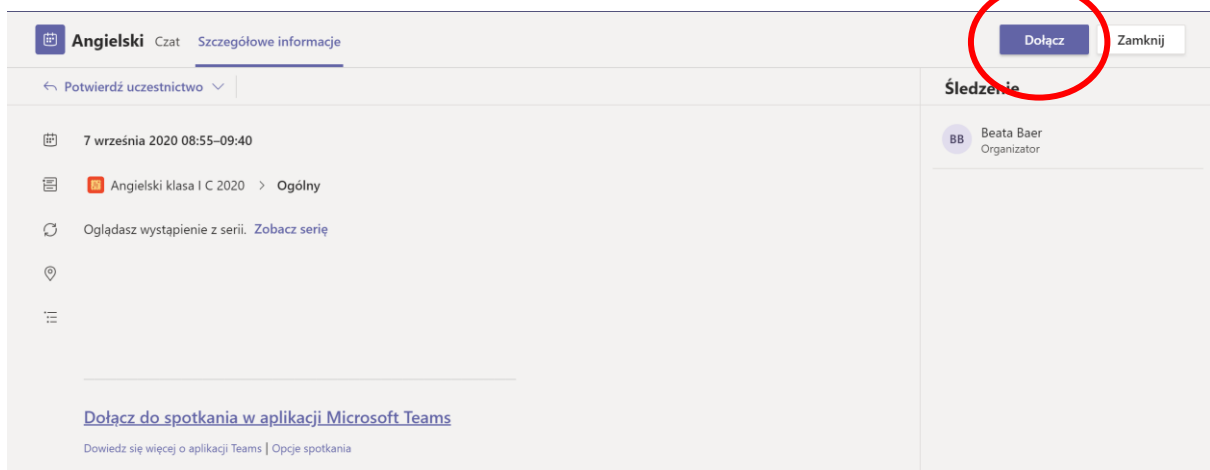 Angielski Czat Szczegółowe informacje
Dołącz Zamknij
Potwierdź uczestnictwo
Śledzenie
7 września 2020 08:55–09:40
BB Beata Baer
Organizator
Angielski klasa I C 2020 > Ogólny
Oglądasz wystąpienie z serii. Zobacz serię
Dołącz do spotkania w aplikacji Microsoft Teams
Dowiedz się więcej o aplikacji Teams | Opcje spotkania